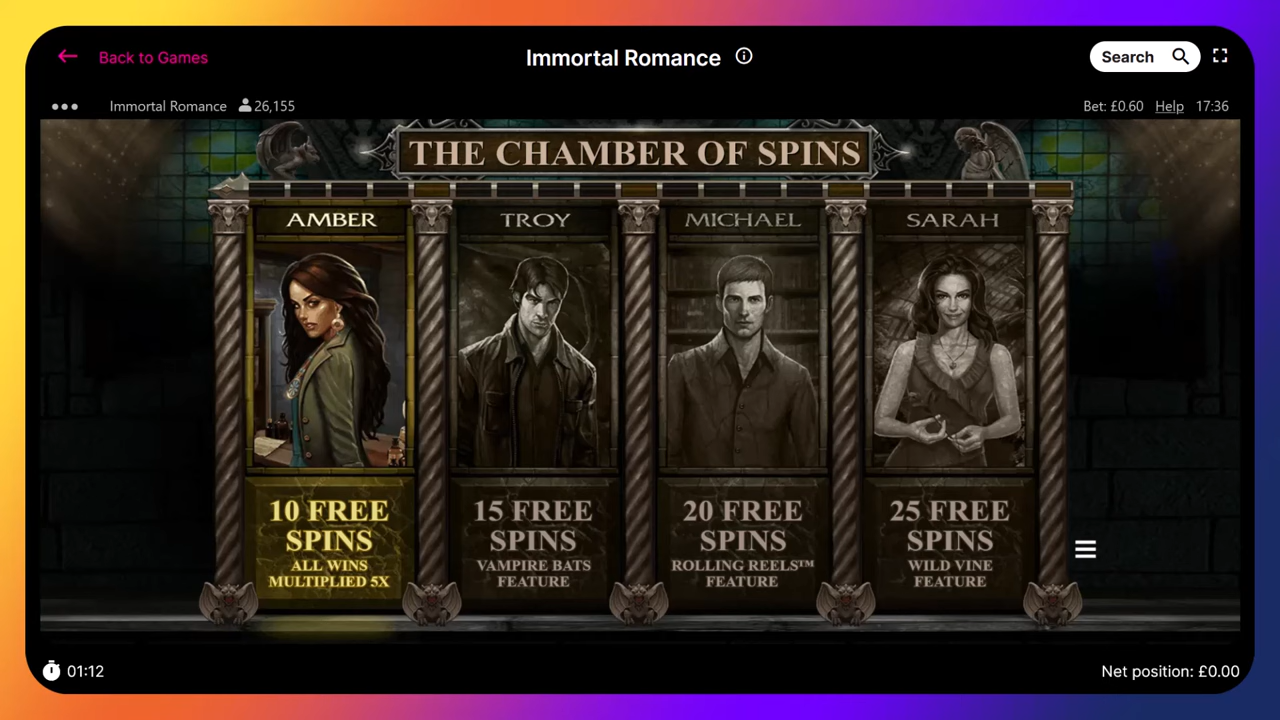 Back to Games
Immortal Romance
Search
Immortal Romance 26,155
Bet: £0.60 Help 17:36
THE CHAMBER OF SPINS
AMBER
10 FREE
SPINS
ALL WINS
MULTIPLIED 5X
TROY
15 FREE
SPINS
VAMPIRE BATS
FEATURE
MICHAEL
20 FREE
SPINS
ROLLING REELS™
FEATURE
SARAH
25 FREE
SPINS
WILD VINE
FEATURE
01:12
Net position: £0.00